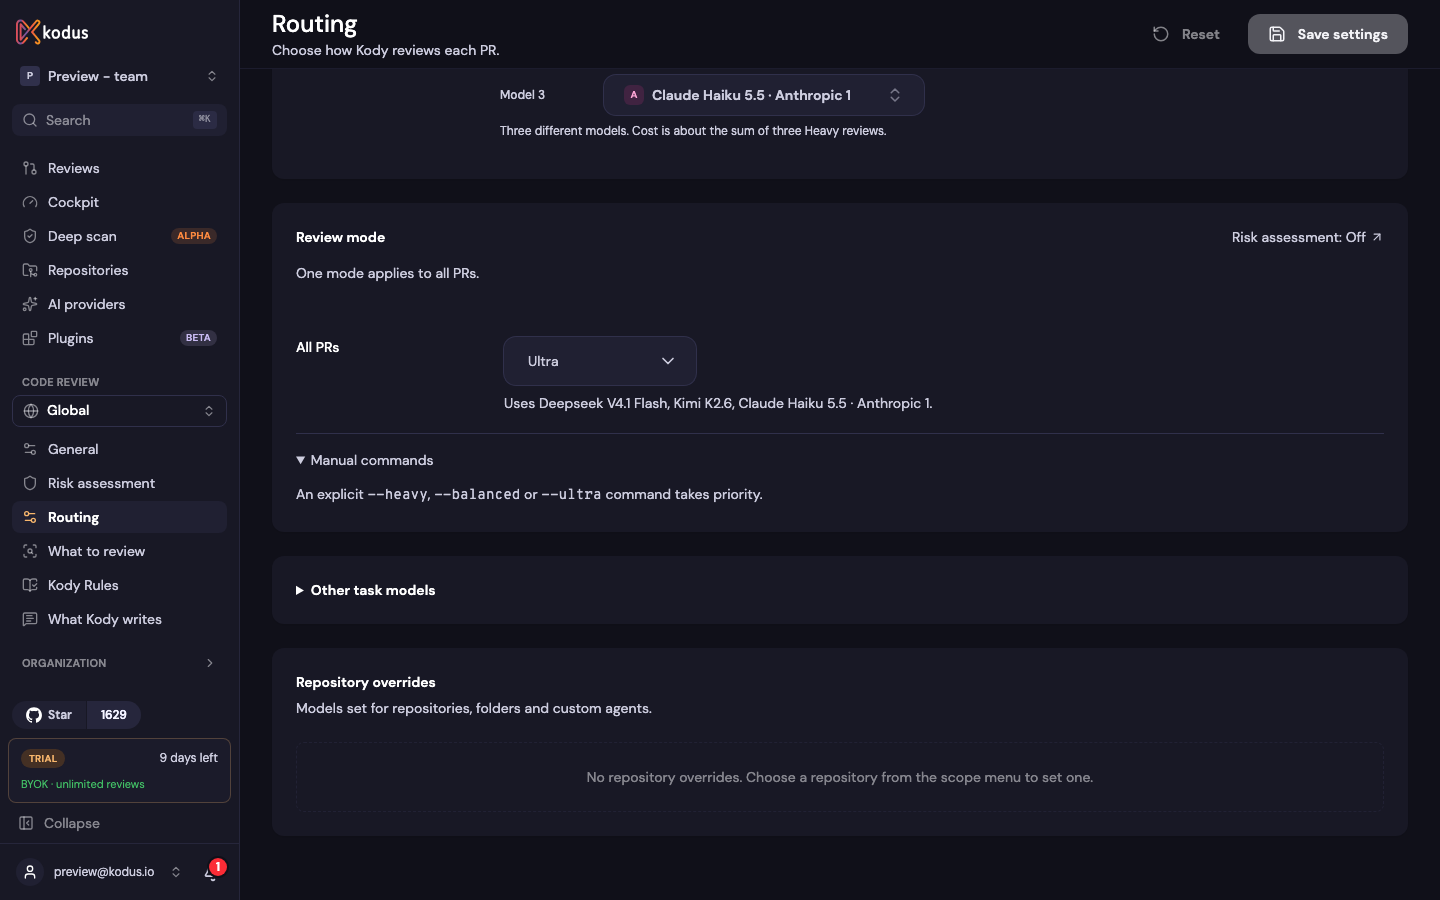 kodus
P Preview - team
Search ⌘K
Reviews
Cockpit
Deep scan ALPHA
Repositories
AI providers
Plugins BETA
CODE REVIEW
Global
General
Risk assessment
Routing
What to review
Kody Rules
What Kody writes
ORGANIZATION
Star 1629
TRIAL 9 days left
BYOK · unlimited reviews
Collapse
preview@kodus.io 1
Routing
Choose how Kody reviews each PR.
Reset
Save settings
Model 3 A Claude Haiku 5.5 · Anthropic 1
Three different models. Cost is about the sum of three Heavy reviews.
Review mode Risk assessment: Off
One mode applies to all PRs.
All PRs Ultra
Uses Deepseek V4.1 Flash, Kimi K2.6, Claude Haiku 5.5 · Anthropic 1.
Manual commands
An explicit --heavy, --balanced or --ultra command takes priority.
Other task models
Repository overrides
Models set for repositories, folders and custom agents.
No repository overrides. Choose a repository from the scope menu to set one.